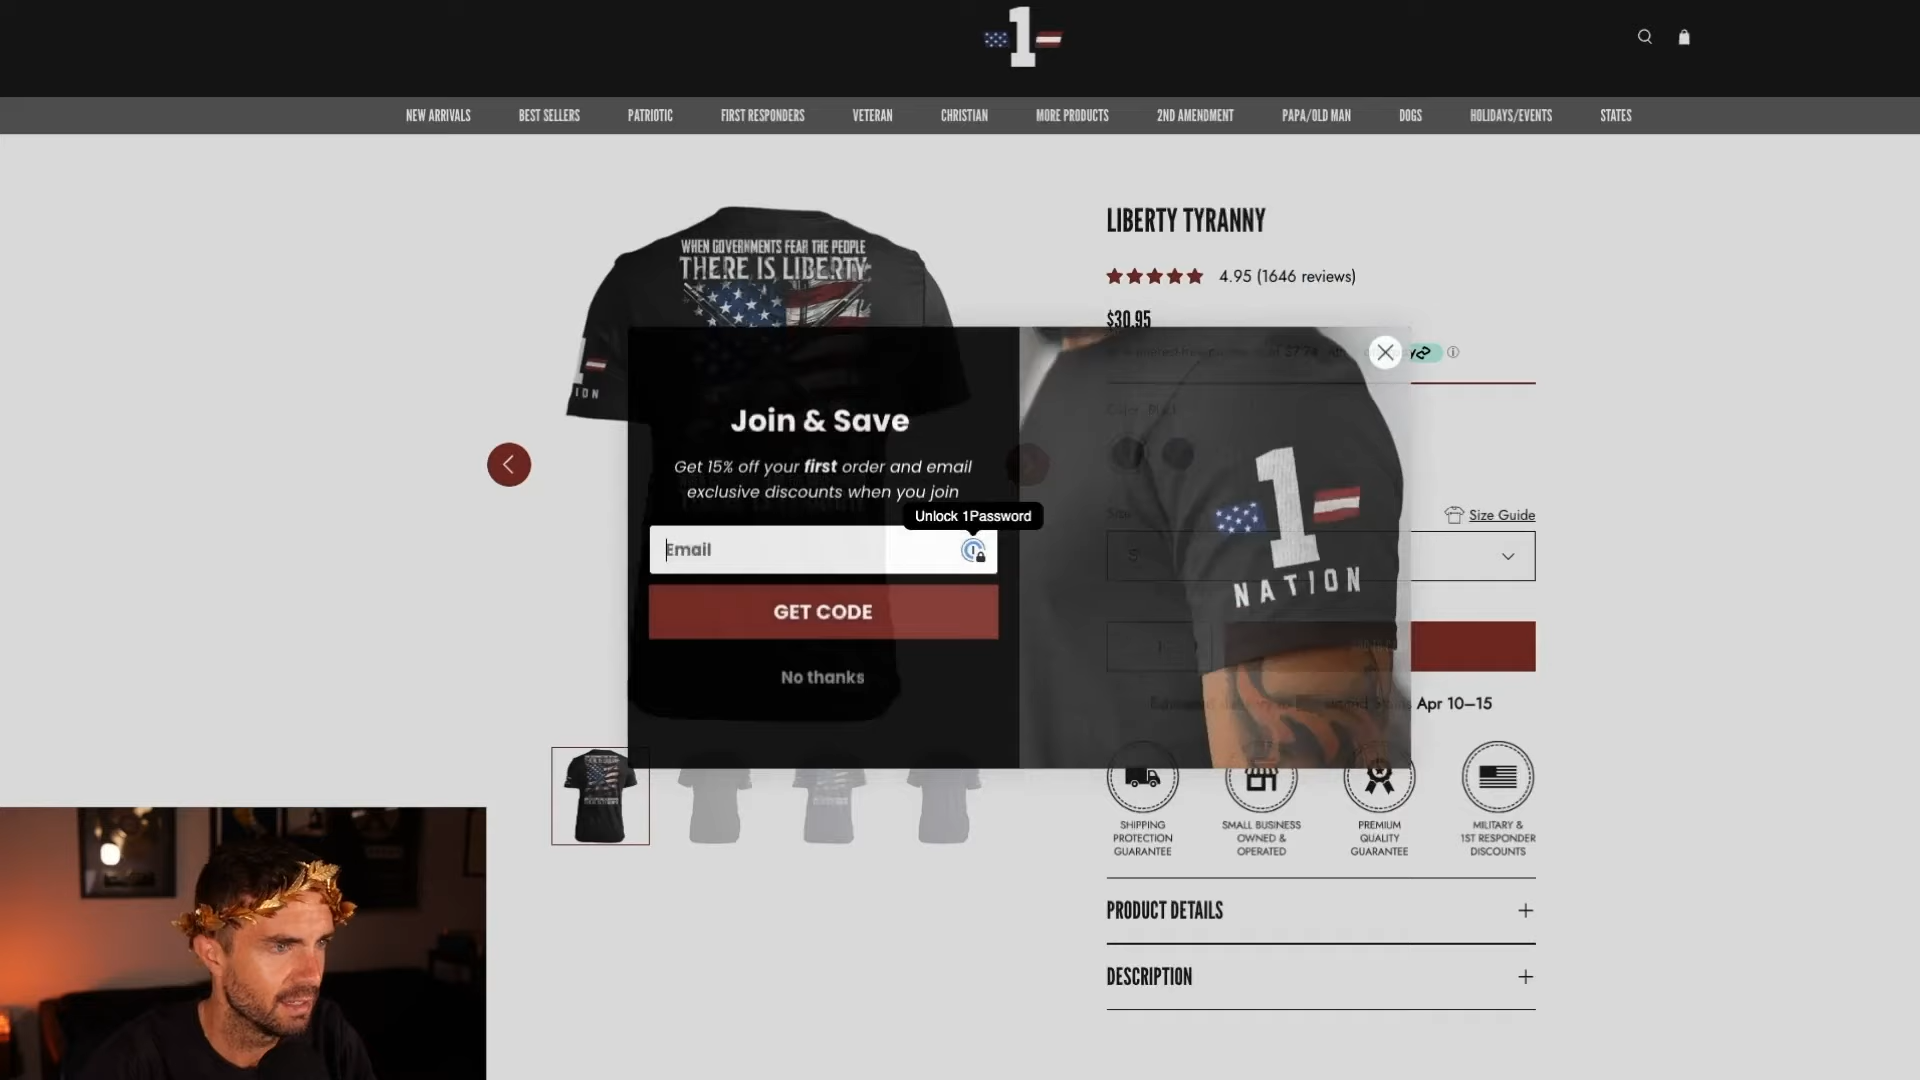 1
NEW ARRIVALS
BEST SELLERS
PATRIOTIC
FIRST RESPONDERS
VETERAN
CHRISTIAN
MORE PRODUCTS
2ND AMENDMENT
PAPA/OLD MAN
DOGS
HOLIDAYS/EVENTS
STATES
WHEN GOVERNMENTS FEAR THE PEOPLE
THERE IS LIBERTY
LIBERTY TYRANNY
4.95 (1646 reviews)
$30.95
Join & Save
Get 15% off your first order and email
exclusive discounts when you join
Unlock 1Password
Email
GET CODE
No thanks
1
NATION
Size Guide
Apr 10–15
SHIPPING
PROTECTION
GUARANTEE
SMALL BUSINESS
OWNED &
OPERATED
PREMIUM
QUALITY
GUARANTEE
MILITARY &
1ST RESPONDER
DISCOUNTS
PRODUCT DETAILS
DESCRIPTION